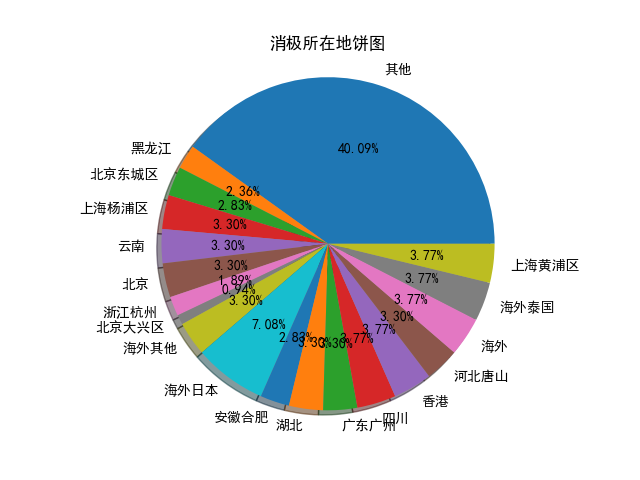 消极所在地饼图
其他
40.09%
黑龙江
2.36%
北京东城区
2.83%
上海杨浦区
3.30%
云南
3.30%
北京
3.30%
浙江杭州
1.89%
北京大兴区
0.94%
海外其他
3.30%
海外日本
7.08%
安徽合肥
2.83%
湖北
3.30%
广东广州
3.30%
四川
3.77%
香港
3.77%
河北唐山
3.30%
海外
3.77%
海外泰国
3.77%
上海黄浦区
3.77%